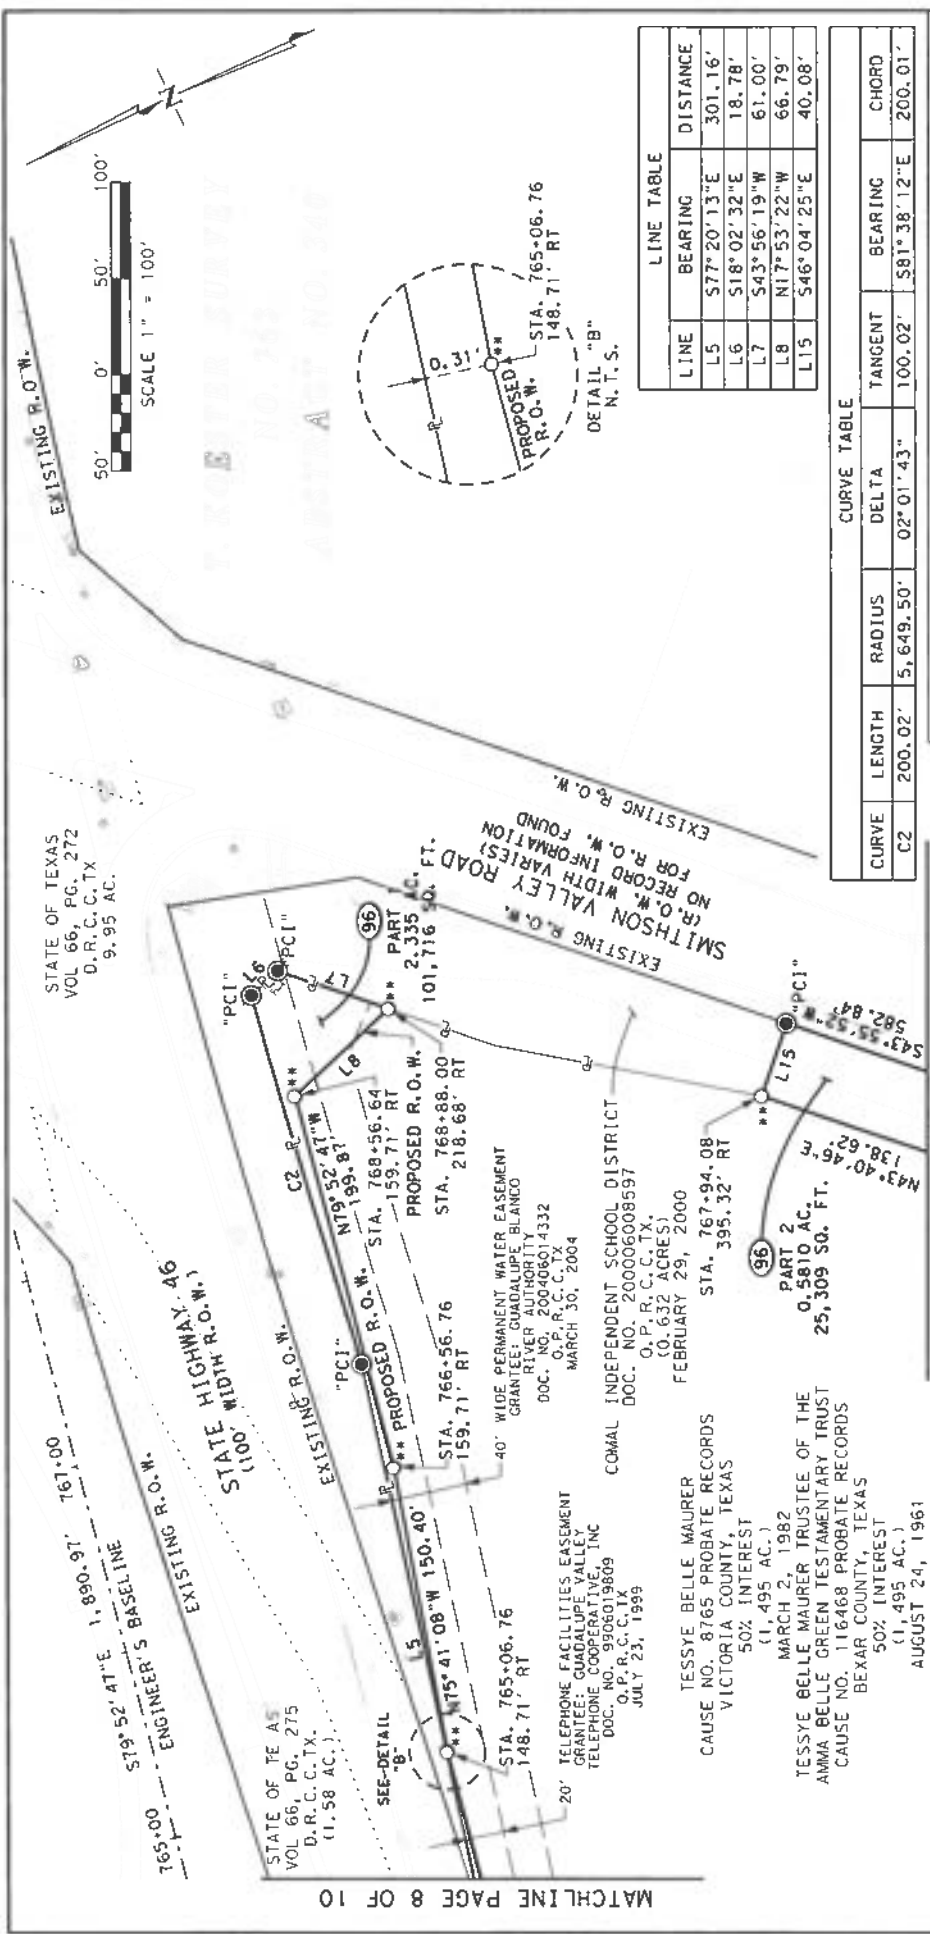 STATE OF TEXAS
VOL 66, PG. 272
D.R.C.C.TX
9.95 AC.
EXISTING R.O.W.
50' 0' 50' 100'
SCALE 1" = 100'
N
T. KOESTER SURVEY
ABSTRACT NO.
765+00
767+00
S79°52'47"E 1,890.97'
ENGINEER'S BASELINE
EXISTING R.O.W.
STATE HIGHWAY 46
(100' WIDTH R.O.W.)
EXISTING R.O.W.
STATE OF TE AS
VOL 66, PG. 275
D.R.C.C.TX.
(1.58 AC.)
SEE DETAIL
"B"
L5
N75°41'08"W 150.40'
**
STA. 765+06.76
148.71' RT
** PROPOSED R.O.W.
STA. 766+56.76
159.71' RT
"PCI"
C2
N79°52'47"W
199.87'
**
STA. 768+56.64
159.71' RT
"PCI"
L6
"PCI"
L7
L8
**
PROPOSED R.O.W.
STA. 768+88.00
218.68' RT
96
PART
2.335 AC.
101,716 SQ. FT.
EXISTING R.O.W.
SMITHSON VALLEY ROAD
(R.O.W. WIDTH VARIES)
NO RECORD INFORMATION
FOR R.O.W. FOUND
EXISTING R.O.W.
"PCI"
L15
**
S43°55'52"W
582.84'
N43°40'46"E
138.62'
STA. 767+94.08
395.32' RT
96
PART 2
0.5810 AC.
25,309 SQ. FT.
20' TELEPHONE FACILITIES EASEMENT
GRANTEE: GUADALUPE VALLEY
TELEPHONE COOPERATIVE, INC
DOC. NO. 9906019809
O.P.R.C.C.TX
JULY 23, 1999
40' WIDE PERMANENT WATER EASEMENT
GRANTEE: GUADALUPE BLANCO
RIVER AUTHORITY
DOC. NO. 200406014332
O.P.R.C.C.TX
MARCH 30, 2004
COMAL INDEPENDENT SCHOOL DISTRICT
DOC. NO. 200006008597
O.P.R.C.C.TX.
(0.632 ACRES)
FEBRUARY 29, 2000
TESSYE BELLE MAURER
CAUSE NO. 8765 PROBATE RECORDS
VICTORIA COUNTY, TEXAS
50% INTEREST
(1,495 AC.)
MARCH 2, 1982
TESSYE BELLE MAURER TRUSTEE OF THE
AMMA BELLE GREEN TESTAMENTARY TRUST
CAUSE NO. 116468 PROBATE RECORDS
BEXAR COUNTY, TEXAS
50% INTEREST
(1,495 AC.)
AUGUST 24, 1961
MATCHLINE PAGE 8 OF 10
0.31'
PROPOSED
R.O.W.
**
STA. 765+06.76
148.71' RT
DETAIL "B"
N.T.S.
LINE TABLE
LINE BEARING DISTANCE
L5 S77°20'13"E 301.16'
L6 S18°02'32"E 18.78'
L7 S43°56'19"W 61.00'
L8 N17°53'22"W 66.79'
L15 S46°04'25"E 40.08'
CURVE TABLE
CURVE LENGTH RADIUS DELTA TANGENT BEARING CHORD
C2 200.02' 5,649.50' 02°01'43" 100.02' S81°38'12"E 200.01'